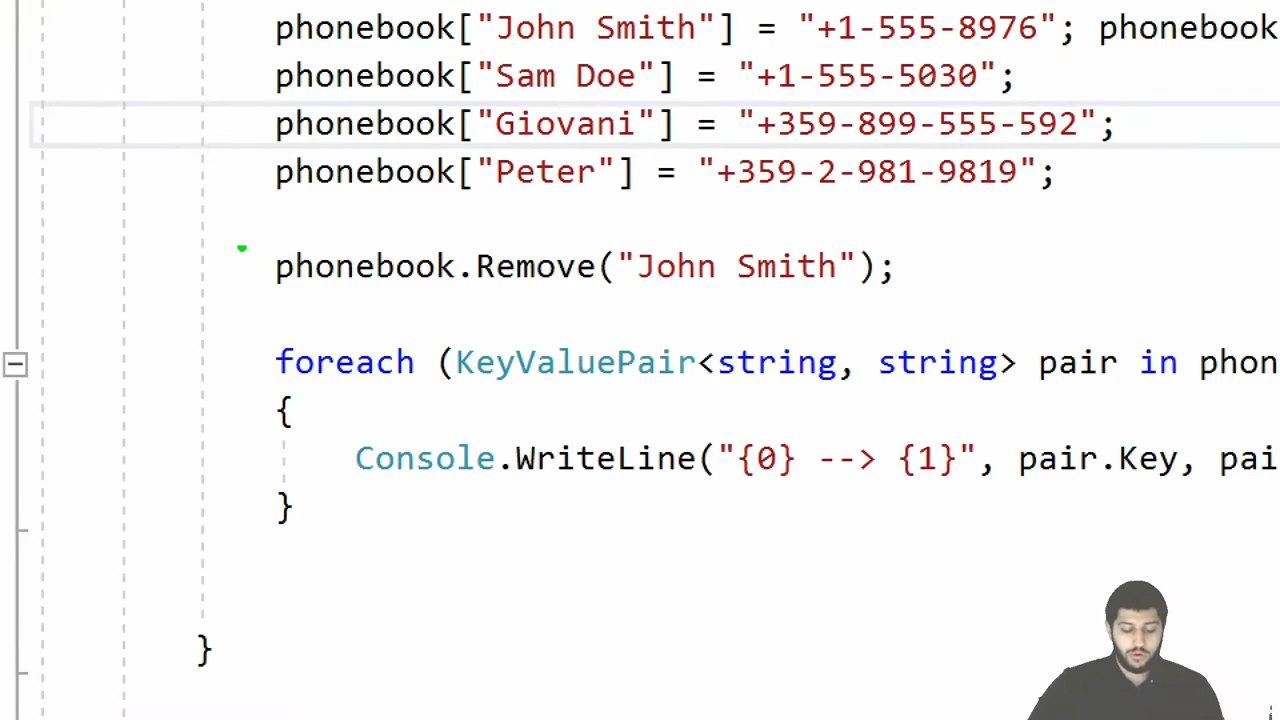 phonebook["John Smith"] = "+1-555-8976"; phonebook
phonebook["Sam Doe"] = "+1-555-5030";
phonebook["Giovani"] = "+359-899-555-592";
phonebook["Peter"] = "+359-2-981-9819";
phonebook.Remove("John Smith");
foreach (KeyValuePair<string, string> pair in phon
{
Console.WriteLine("{0} --> {1}", pair.Key, pai
}
}